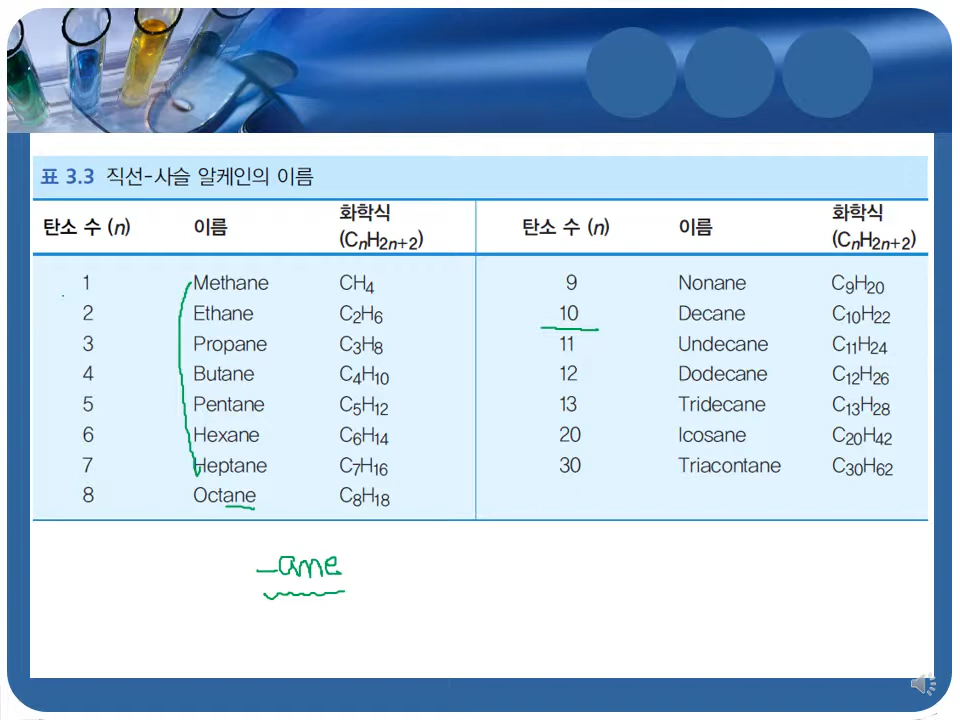 표 3.3 직선-사슬 알케인의 이름
탄소 수 (n) 이름 화학식 (CnH2n+2) 탄소 수 (n) 이름 화학식 (CnH2n+2)
1 Methane CH4 9 Nonane C9H20
2 Ethane C2H6 10 Decane C10H22
3 Propane C3H8 11 Undecane C11H24
4 Butane C4H10 12 Dodecane C12H26
5 Pentane C5H12 13 Tridecane C13H28
6 Hexane C6H14 20 Icosane C20H42
7 Heptane C7H16 30 Triacontane C30H62
8 Octane C8H18
-ane